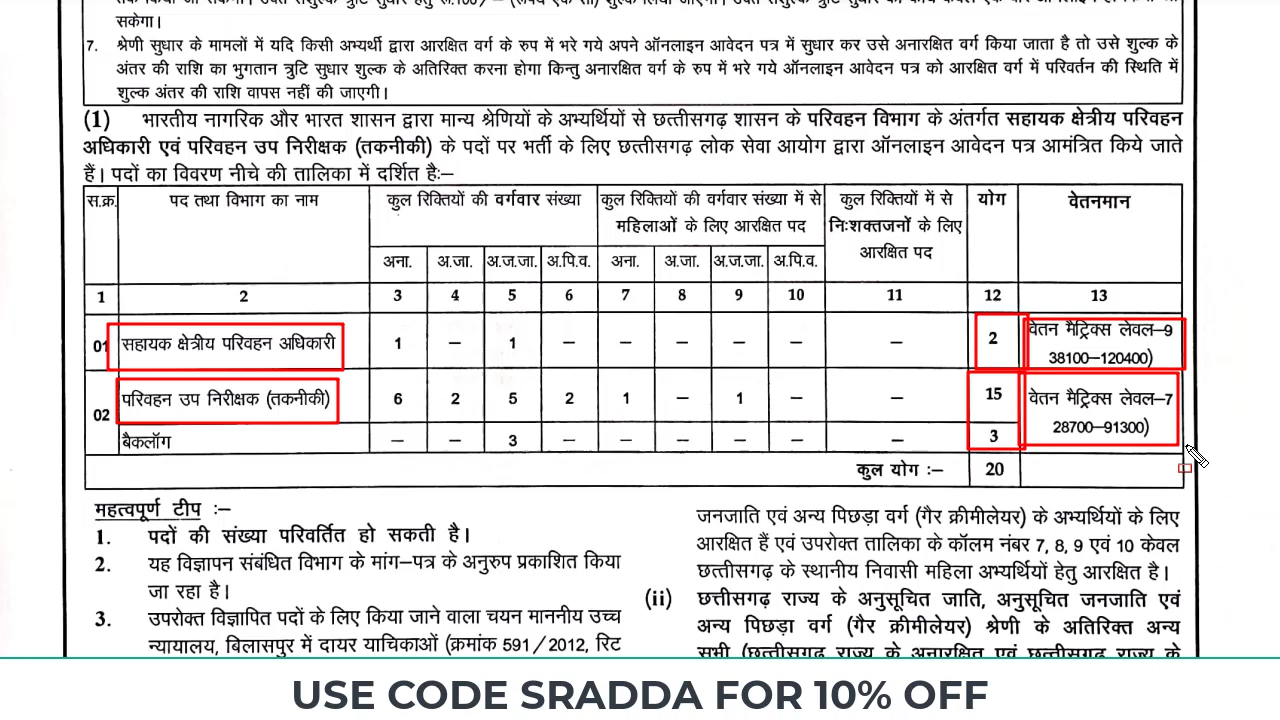 सकेगा।
7. श्रेणी सुधार के मामलों में यदि किसी अभ्यर्थी द्वारा आरक्षित वर्ग के रुप में भरे गये अपने ऑनलाइन आवेदन पत्र में सुधार कर उसे अनारक्षित वर्ग किया जाता है तो उसे शुल्क के
अंतर की राशि का भुगतान त्रुटि सुधार शुल्क के अतिरिक्त करना होगा किन्तु अनारक्षित वर्ग के रुप में भरे गये ऑनलाइन आवेदन पत्र को आरक्षित वर्ग में परिवर्तन की स्थिति में
शुल्क अंतर की राशि वापस नहीं की जाएगी।
(1) भारतीय नागरिक और भारत शासन द्वारा मान्य श्रेणियों के अभ्यर्थियों से छत्तीसगढ़ शासन के परिवहन विभाग के अंतर्गत सहायक क्षेत्रीय परिवहन
अधिकारी एवं परिवहन उप निरीक्षक (तकनीकी) के पदों पर भर्ती के लिए छत्तीसगढ़ लोक सेवा आयोग द्वारा ऑनलाइन आवेदन पत्र आमंत्रित किये जाते
हैं। पदों का विवरण नीचे की तालिका में दर्शित है:–
स.क्र. पद तथा विभाग का नाम कुल रिक्तियों की वर्गवार संख्या कुल रिक्तियों की वर्गवार संख्या में से कुल रिक्तियों में से योग वेतनमान
महिलाओं के लिए आरक्षित पद निःशक्तजनों के लिए
आरक्षित पद
अना. अ.जा. अ.ज.जा. अ.पि.व. अना. अ.जा. अ.ज.जा. अ.पि.व.
1 2 3 4 5 6 7 8 9 10 11 12 13
01 सहायक क्षेत्रीय परिवहन अधिकारी 1 – 1 – – – – – – 2 वेतन मैट्रिक्स लेवल–9
38100–120400)
02 परिवहन उप निरीक्षक (तकनीकी) 6 2 5 2 1 – 1 – – 15 वेतन मैट्रिक्स लेवल–7
28700–91300)
बैकलॉग – – 3 – – – – – – 3
कुल योग :– 20
महत्वपूर्ण टीप :–
1. पदों की संख्या परिवर्तित हो सकती है।
2. यह विज्ञापन संबंधित विभाग के मांग–पत्र के अनुरुप प्रकाशित किया
जा रहा है।
3. उपरोक्त विज्ञापित पदों के लिए किया जाने वाला चयन माननीय उच्च
न्यायालय, बिलासपुर में दायर याचिकाओं (क्रमांक 591/2012, रिट
जनजाति एवं अन्य पिछड़ा वर्ग (गैर क्रीमीलेयर) के अभ्यर्थियों के लिए
आरक्षित हैं एवं उपरोक्त तालिका के कॉलम नंबर 7, 8, 9 एवं 10 केवल
छत्तीसगढ़ के स्थानीय निवासी महिला अभ्यर्थियों हेतु आरक्षित है।
(ii) छत्तीसगढ़ राज्य के अनुसूचित जाति, अनुसूचित जनजाति एवं
अन्य पिछड़ा वर्ग (गैर क्रीमीलेयर) श्रेणी के अतिरिक्त अन्य
सभी (छत्तीसगढ़ राज्य के अनारक्षित एवं छत्तीसगढ़ राज्य के
USE CODE SRADDA FOR 10% OFF